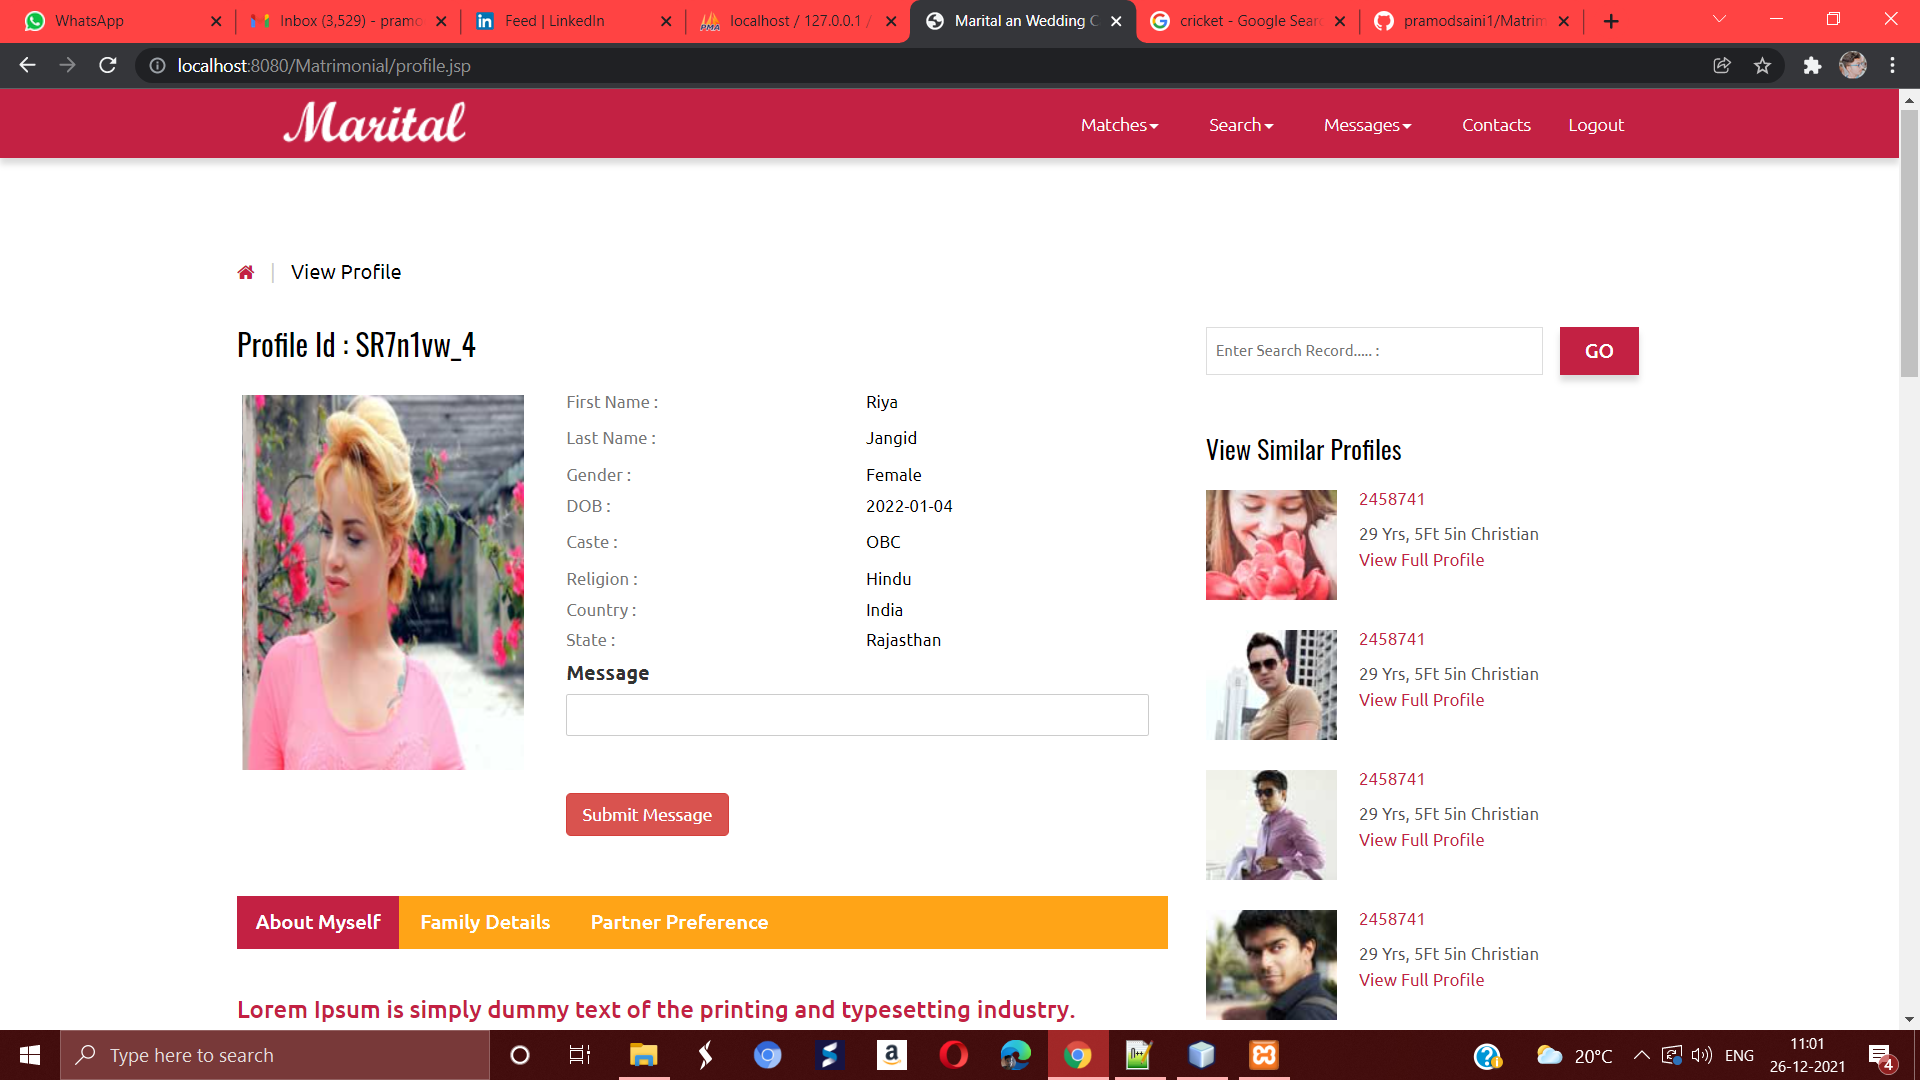 WhatsApp
Inbox (3,529) - pramo
Feed | LinkedIn
localhost / 127.0.0.1 /
Marital an Wedding C
cricket - Google Sear
pramodsaini1/Matrim
localhost:8080/Matrimonial/profile.jsp
Marital
Matches
Search
Messages
Contacts
Logout
View Profile
Profile Id : SR7n1vw_4
First Name : Riya
Last Name : Jangid
Gender : Female
DOB : 2022-01-04
Caste : OBC
Religion : Hindu
Country : India
State : Rajasthan
Message
Submit Message
Enter Search Record..... :
GO
View Similar Profiles
2458741
29 Yrs, 5Ft 5in Christian
View Full Profile
2458741
29 Yrs, 5Ft 5in Christian
View Full Profile
2458741
29 Yrs, 5Ft 5in Christian
View Full Profile
2458741
29 Yrs, 5Ft 5in Christian
View Full Profile
About Myself
Family Details
Partner Preference
Lorem Ipsum is simply dummy text of the printing and typesetting industry.
Type here to search
20°C
ENG
11:01
26-12-2021
4